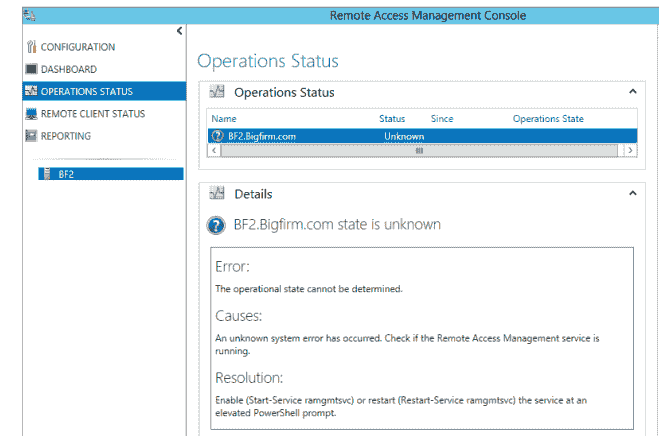 Remote Access Management Console
CONFIGURATION
DASHBOARD
OPERATIONS STATUS
REMOTE CLIENT STATUS
REPORTING
BF2
Operations Status
Operations Status
Name Status Since Operations State
BF2.Bigfirm.com Unknown
Details
BF2.Bigfirm.com state is unknown
Error:
The operational state cannot be determined.
Causes:
An unknown system error has occurred. Check if the Remote Access Management service is
running.
Resolution:
Enable (Start-Service ramgmtsvc) or restart (Restart-Service ramgmtsvc) the service at an
elevated PowerShell prompt.